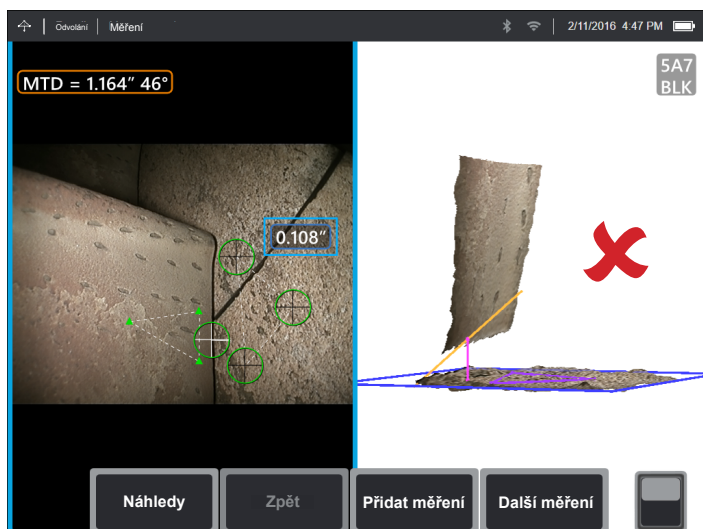 Odvolání Měření 2/11/2016 4:47 PM
MTD = 1.164" 46°
5A7
BLK
0.108"
Náhledy Zpět Přidat měření Další měření